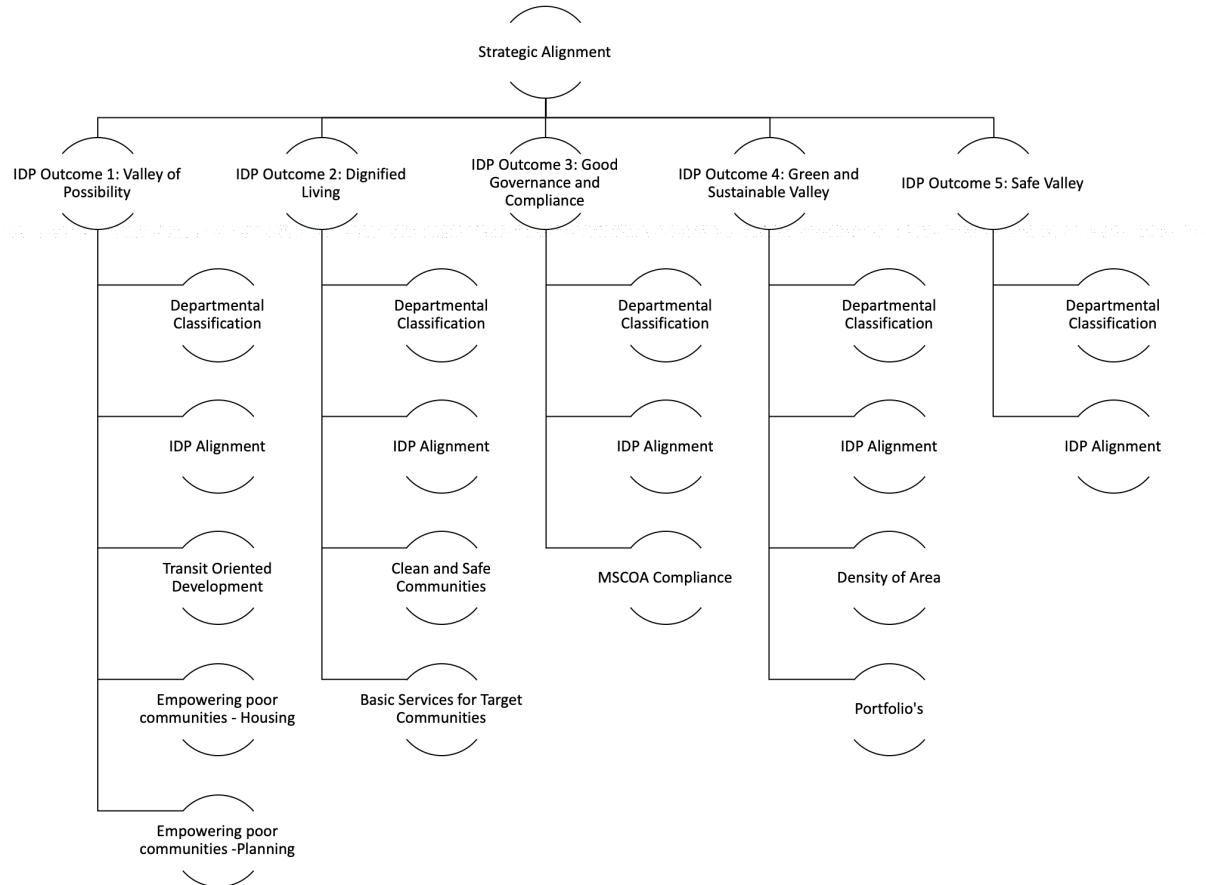 Strategic Alignment
IDP Outcome 1: Valley of
Possibility
IDP Outcome 2: Dignified
Living
IDP Outcome 3: Good
Governance and
Compliance
IDP Outcome 4: Green and
Sustainable Valley
IDP Outcome 5: Safe Valley
Departmental
Classification
IDP Alignment
Transit Oriented
Development
Empowering poor
communities - Housing
Empowering poor
communities -Planning
Departmental
Classification
IDP Alignment
Clean and Safe
Communities
Basic Services for Target
Communities
Departmental
Classification
IDP Alignment
MSCOA Compliance
Departmental
Classification
IDP Alignment
Density of Area
Portfolio's
Departmental
Classification
IDP Alignment